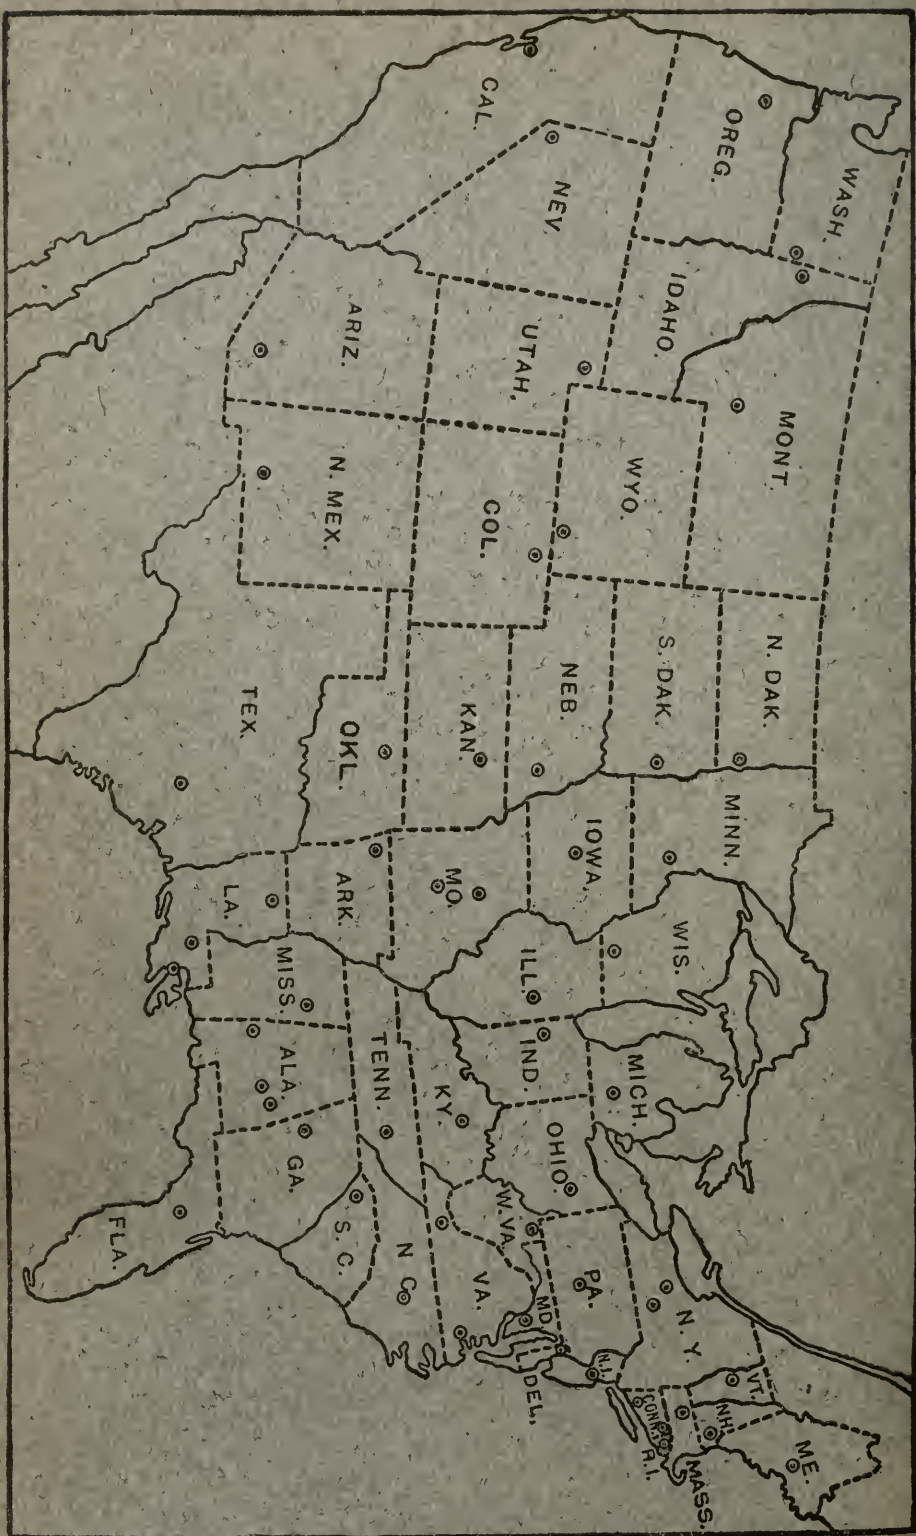 WASH.
OREG.
CAL.
NEV.
IDAHO.
MONT.
WYO.
UTAH.
COL.
ARIZ.
N. MEX.
N. DAK.
S. DAK.
NEB.
KAN.
OKL.
TEX.
MINN.
IOWA.
MO.
ARK.
LA.
WIS.
ILL.
MICH.
IND.
OHIO.
KY.
TENN.
MISS.
ALA.
GA.
FLA.
S. C.
N C.
VA.
W. VA.
MD.
DEL.
PA.
N. J.
N. Y.
VT.
N H.
ME.
MASS.
CONN.
R. I.